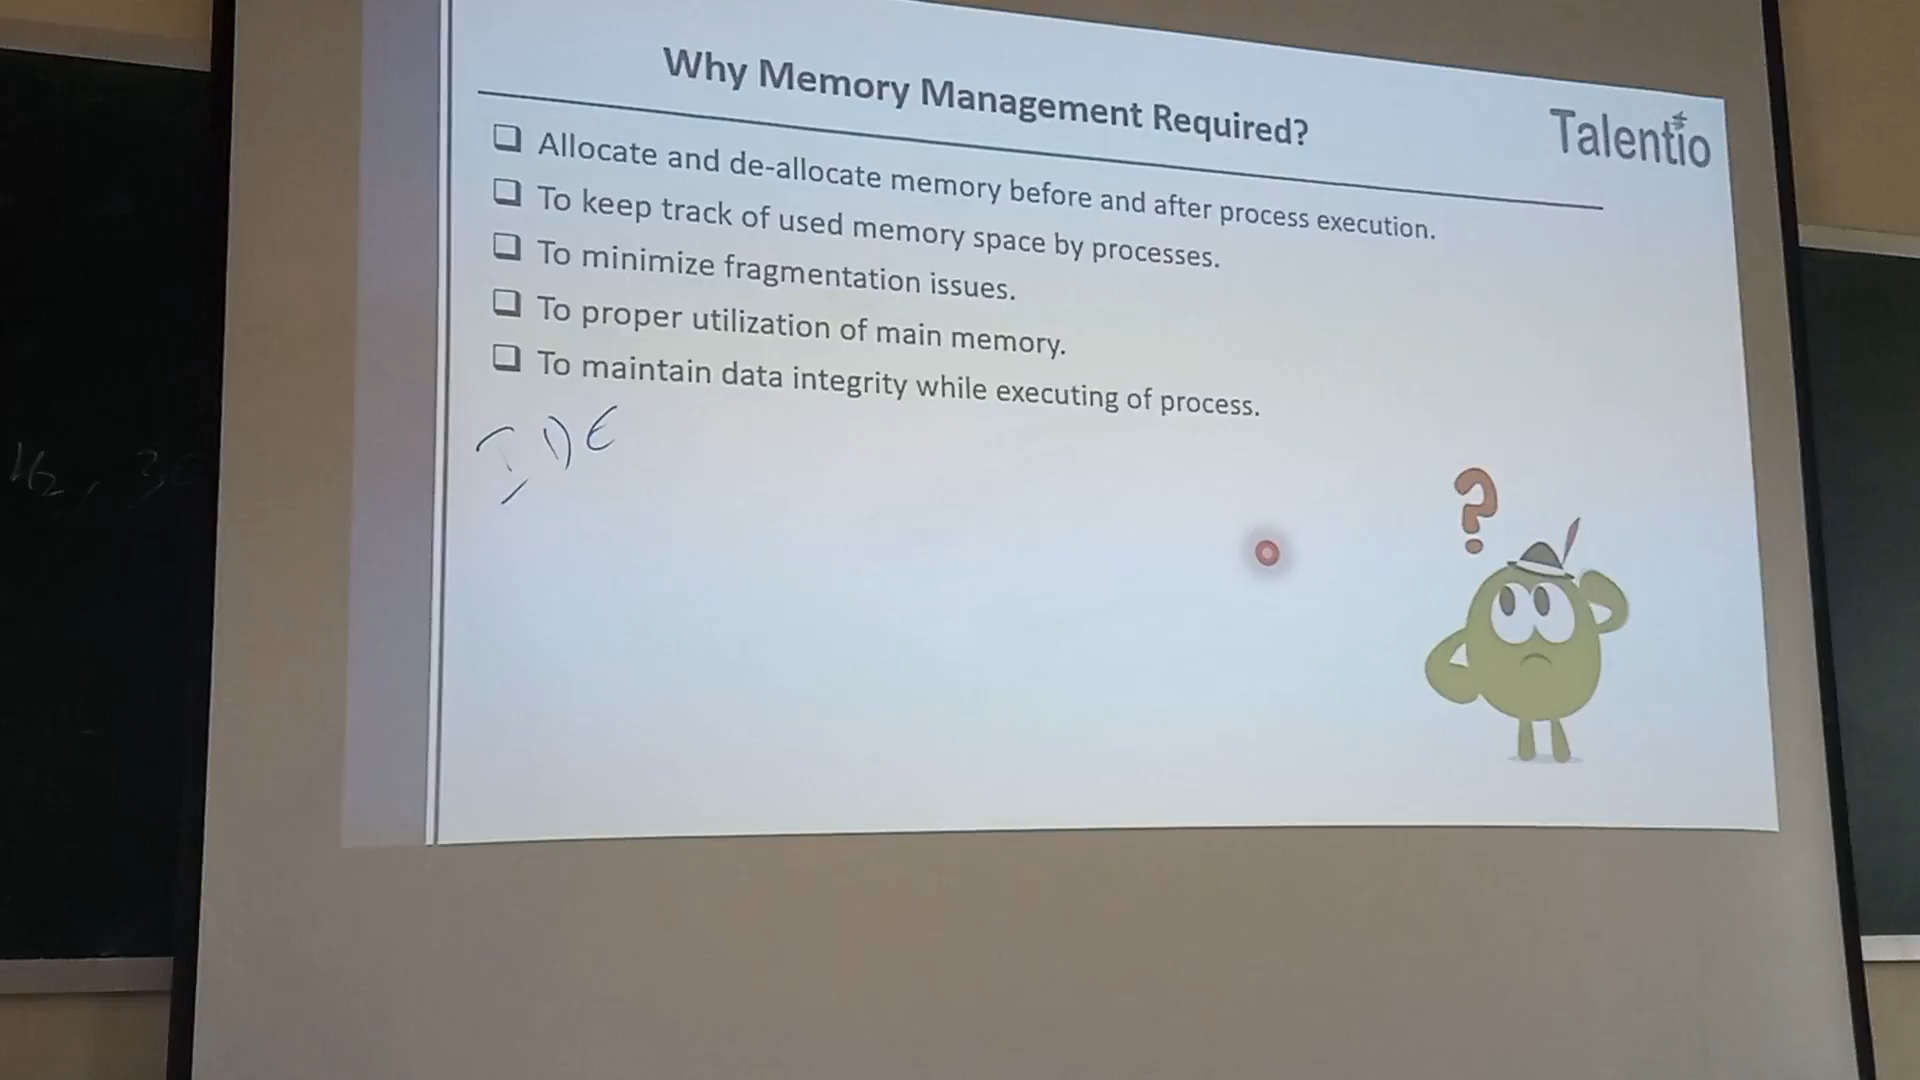 Why Memory Management Required?
Talentio
❑ Allocate and de-allocate memory before and after process execution.
❑ To keep track of used memory space by processes.
❑ To minimize fragmentation issues.
❑ To proper utilization of main memory.
❑ To maintain data integrity while executing of process.
IDE
?